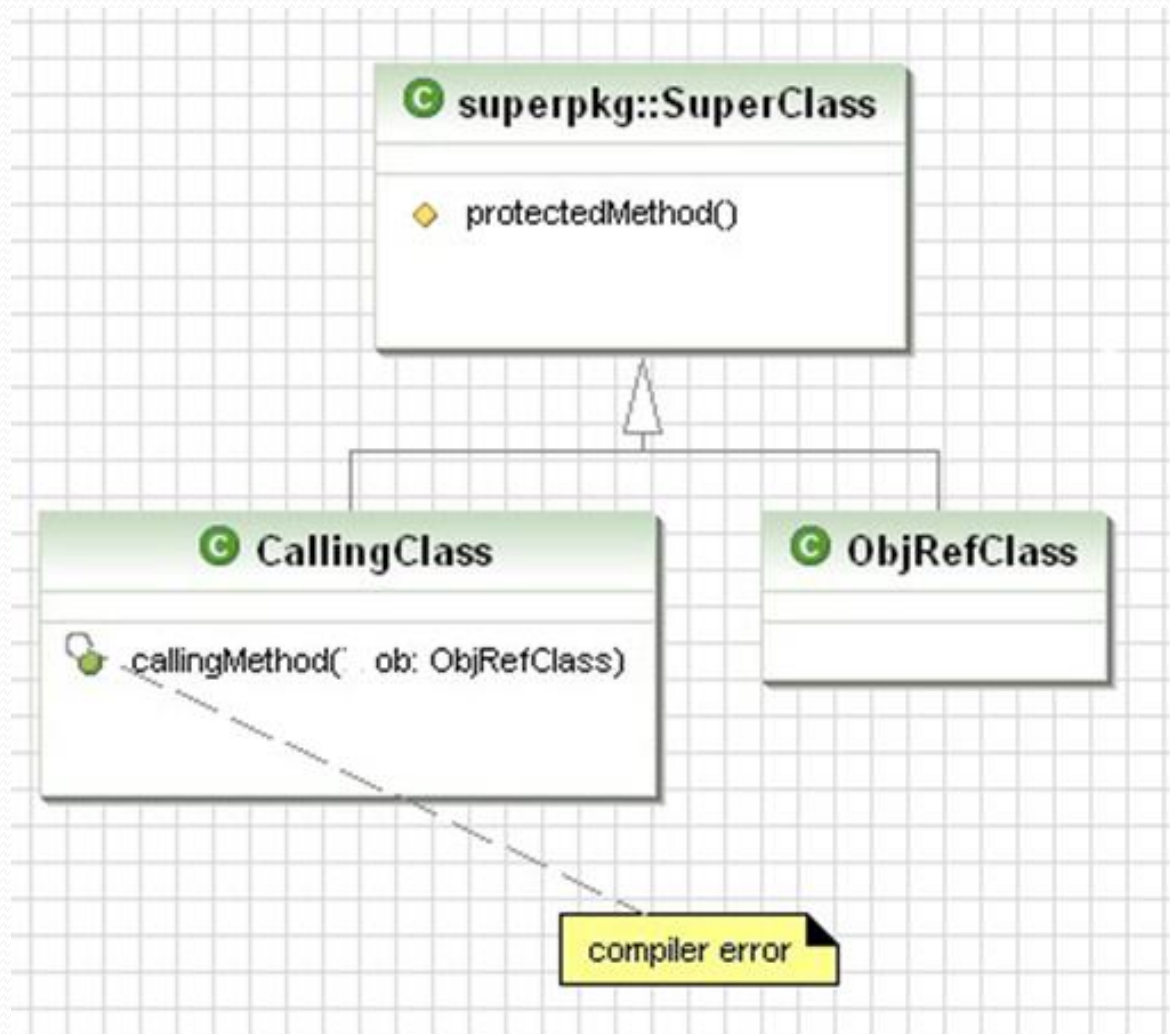 C superpkg::SuperClass
protectedMethod()
C CallingClass
callingMethod( ob: ObjRefClass)
C ObjRefClass
compiler error